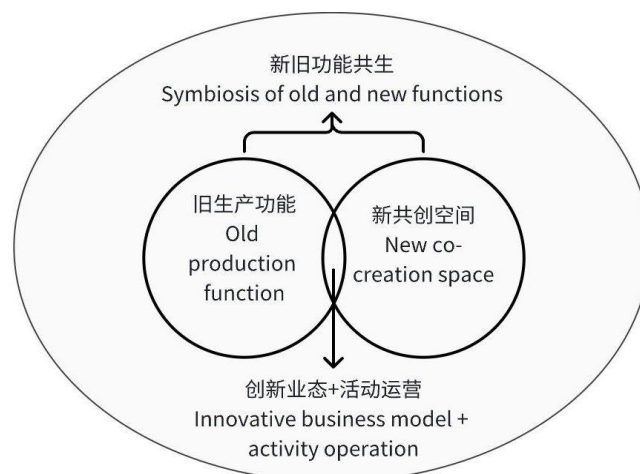 新旧功能共生
Symbiosis of old and new functions
旧生产功能
Old
production
function
新共创空间
New co-
creation space
创新业态+活动运营
Innovative business model +
activity operation